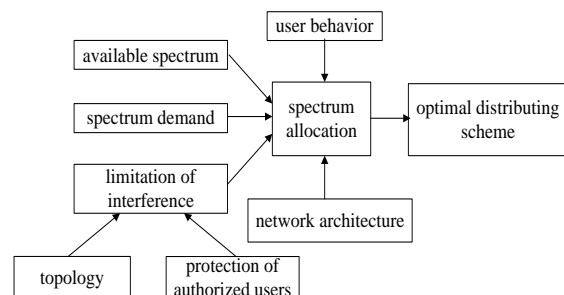 user behavior
available spectrum
spectrum demand
spectrum
allocation
optimal distributing
scheme
limitation of
interference
network architecture
topology
protection of
authorized users